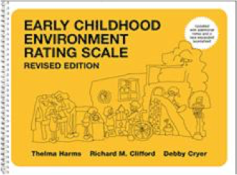 EARLY CHILDHOOD
ENVIRONMENT
RATING SCALE
REVISED EDITION
Thelma Harms Richard M. Clifford Debby Cryer